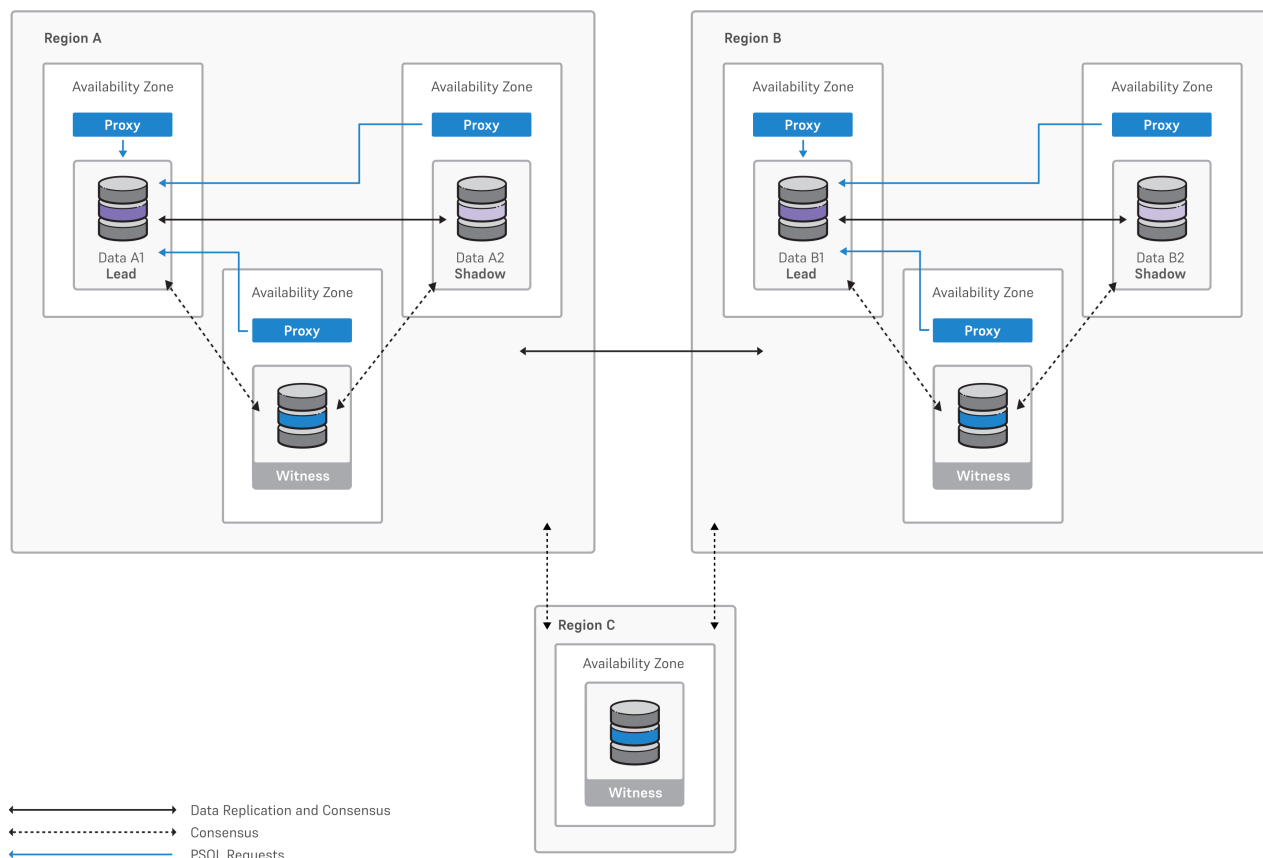 Region A
Availability Zone
Proxy
Data A1
Lead
Availability Zone
Proxy
Data A2
Shadow
Availability Zone
Proxy
Witness
Region B
Availability Zone
Proxy
Data B1
Lead
Availability Zone
Proxy
Data B2
Shadow
Availability Zone
Proxy
Witness
Region C
Availability Zone
Witness
Data Replication and Consensus
Consensus
PSQL Requests